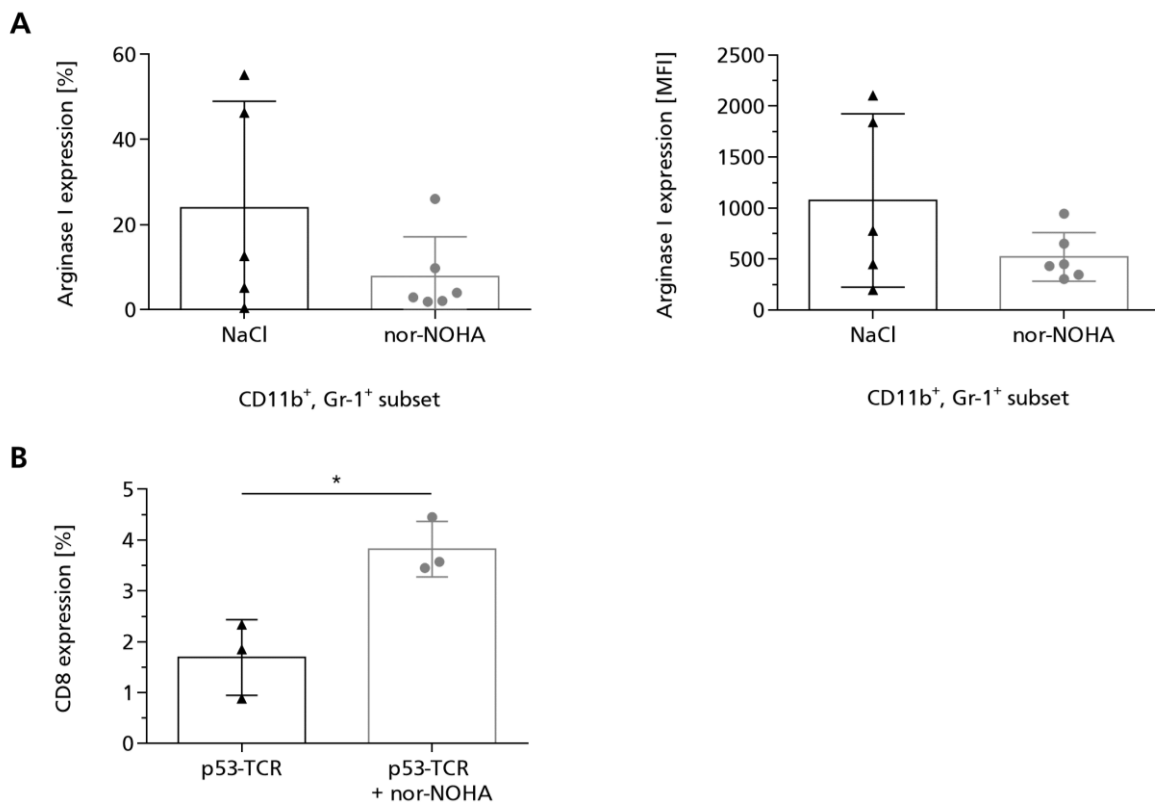 A
Arginase I expression [%]
60
40
20
0
NaCl
nor-NOHA
CD11b⁺, Gr-1⁺ subset
Arginase I expression [MFI]
2500
2000
1500
1000
500
0
NaCl
nor-NOHA
CD11b⁺, Gr-1⁺ subset
B
CD8 expression [%]
5
4
3
2
1
0
*
p53-TCR
p53-TCR
+ nor-NOHA